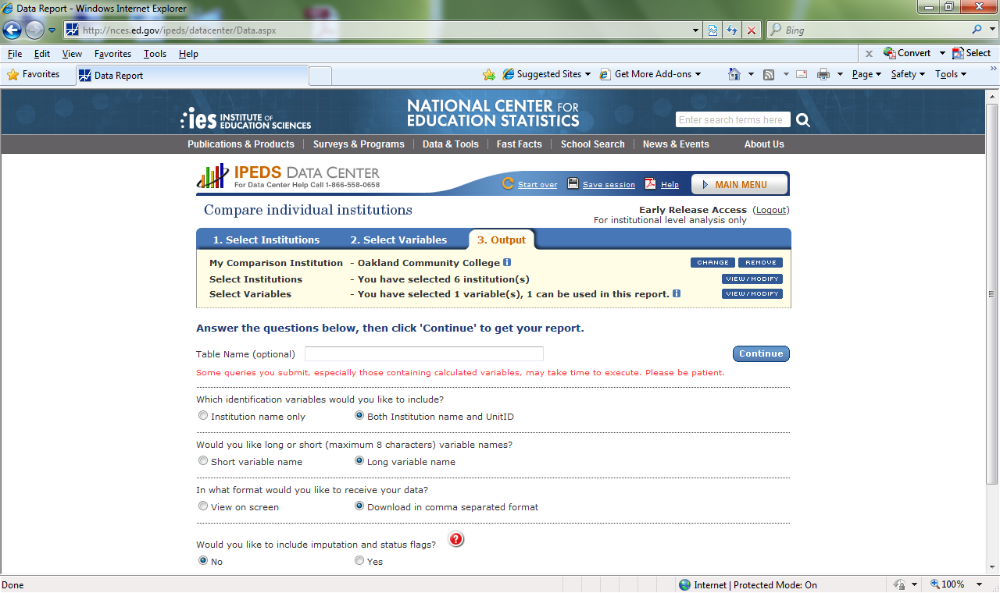 Data Report - Windows Internet Explorer
http://nces.ed.gov/ipeds/datacenter/Data.aspx
Bing
File Edit View Favorites Tools Help
Convert Select
Favorites Data Report Suggested Sites Get More Add-ons Page Safety Tools
ies INSTITUTE OF EDUCATION SCIENCES
NATIONAL CENTER FOR
EDUCATION STATISTICS
Enter search terms here
Publications & Products Surveys & Programs Data & Tools Fast Facts School Search News & Events About Us
IPEDS DATA CENTER
For Data Center Help Call 1-866-558-0658
Start over Save session Help MAIN MENU
Compare individual institutions
Early Release Access (Logout)
For institutional level analysis only
1. Select Institutions 2. Select Variables 3. Output
My Comparison Institution - Oakland Community College CHANGE REMOVE
Select Institutions - You have selected 6 institution(s) VIEW/MODIFY
Select Variables - You have selected 1 variable(s), 1 can be used in this report. VIEW/MODIFY
Answer the questions below, then click 'Continue' to get your report.
Table Name (optional) Continue
Some queries you submit, especially those containing calculated variables, may take time to execute. Please be patient.
Which identification variables would you like to include?
Institution name only Both Institution name and UnitID
Would you like long or short (maximum 8 characters) variable names?
Short variable name Long variable name
In what format would you like to receive your data?
View on screen Download in comma separated format
Would you like to include imputation and status flags? ?
No Yes
Done Internet | Protected Mode: On 100%